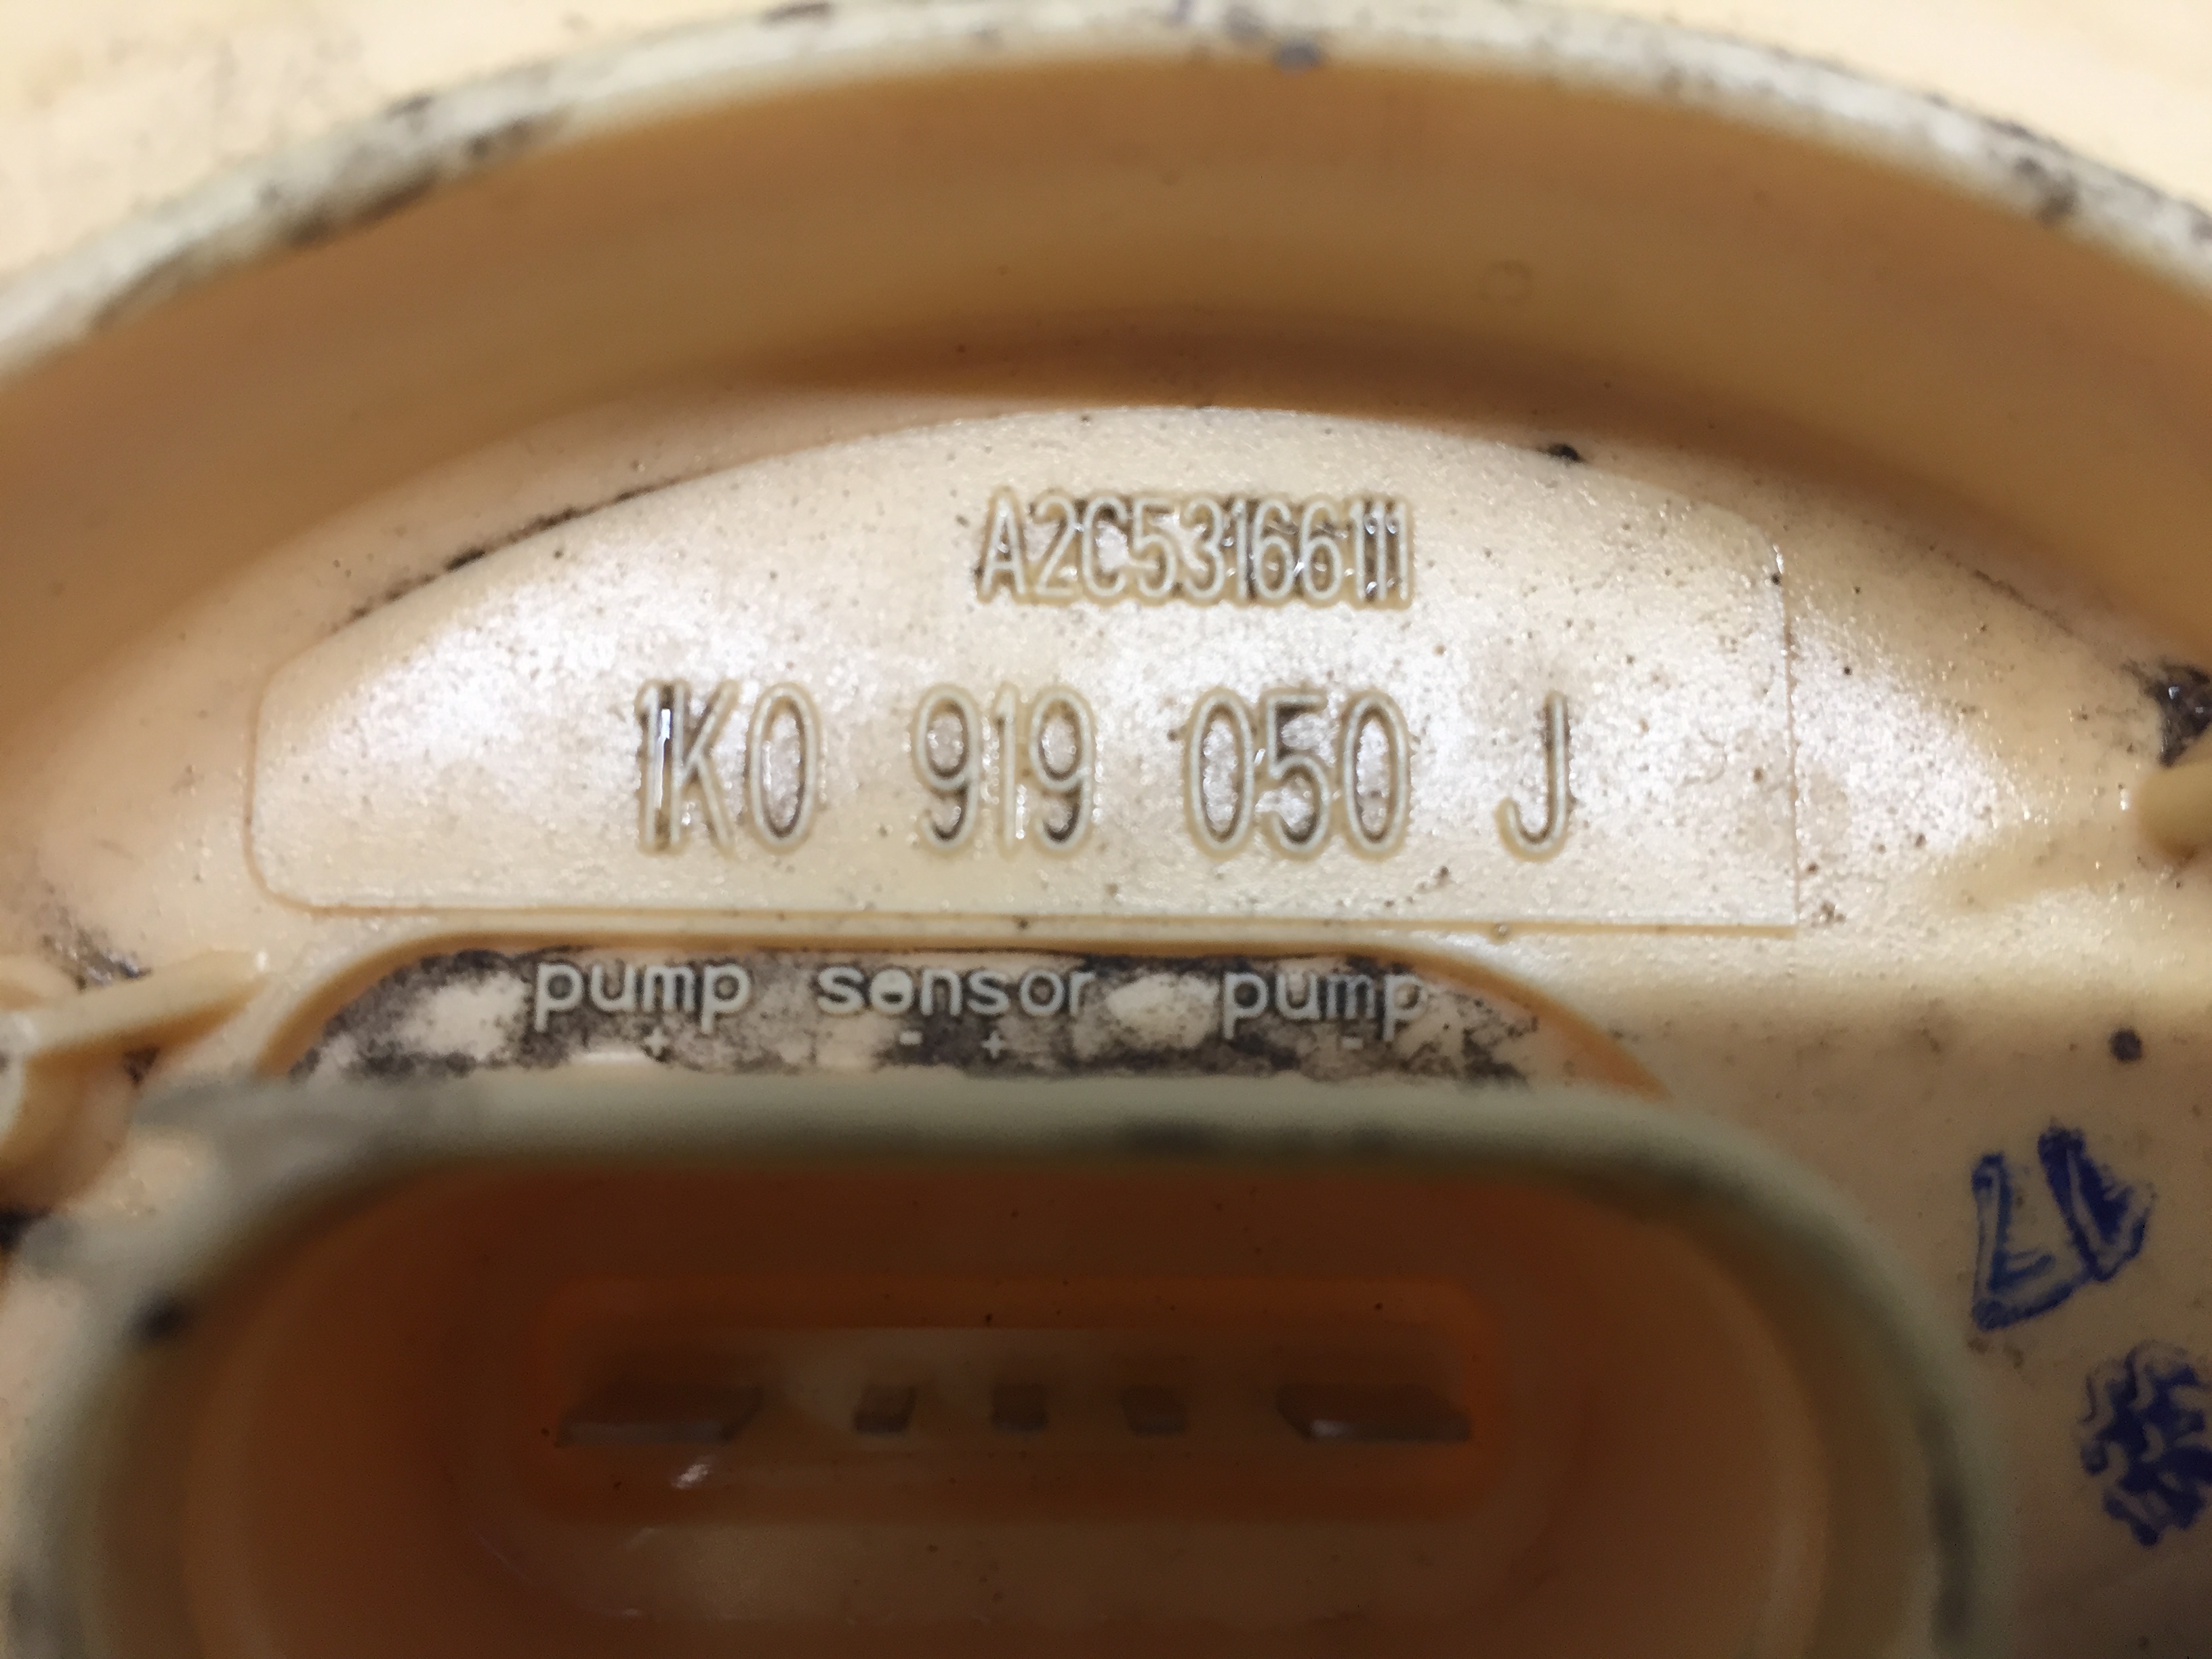 A2C53166111
1K0 919 050 J
pump sensor pump
+ - + -